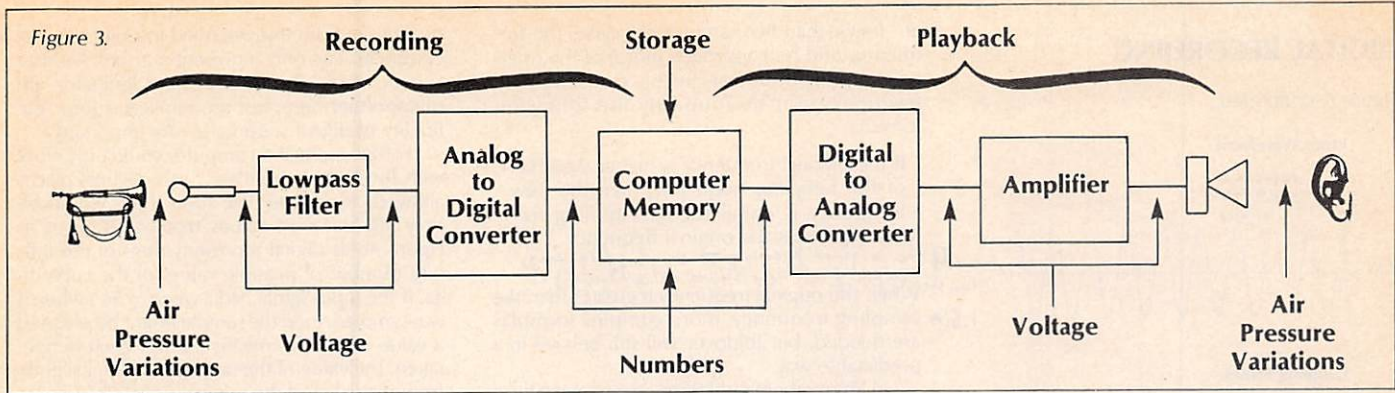 Figure 3.
Recording
Storage
Playback
Lowpass
Filter
Analog
to
Digital
Converter
Computer
Memory
Digital
to
Analog
Converter
Amplifier
Air
Pressure
Variations
Voltage
Numbers
Voltage
Air
Pressure
Variations